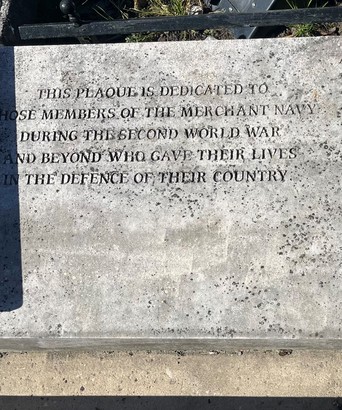 THIS PLAQUE IS DEDICATED TO
HOSE MEMBERS OF THE MERCHANT NAVY
DURING THE SECOND WORLD WAR
AND BEYOND WHO GAVE THEIR LIVES
IN THE DEFENCE OF THEIR COUNTRY